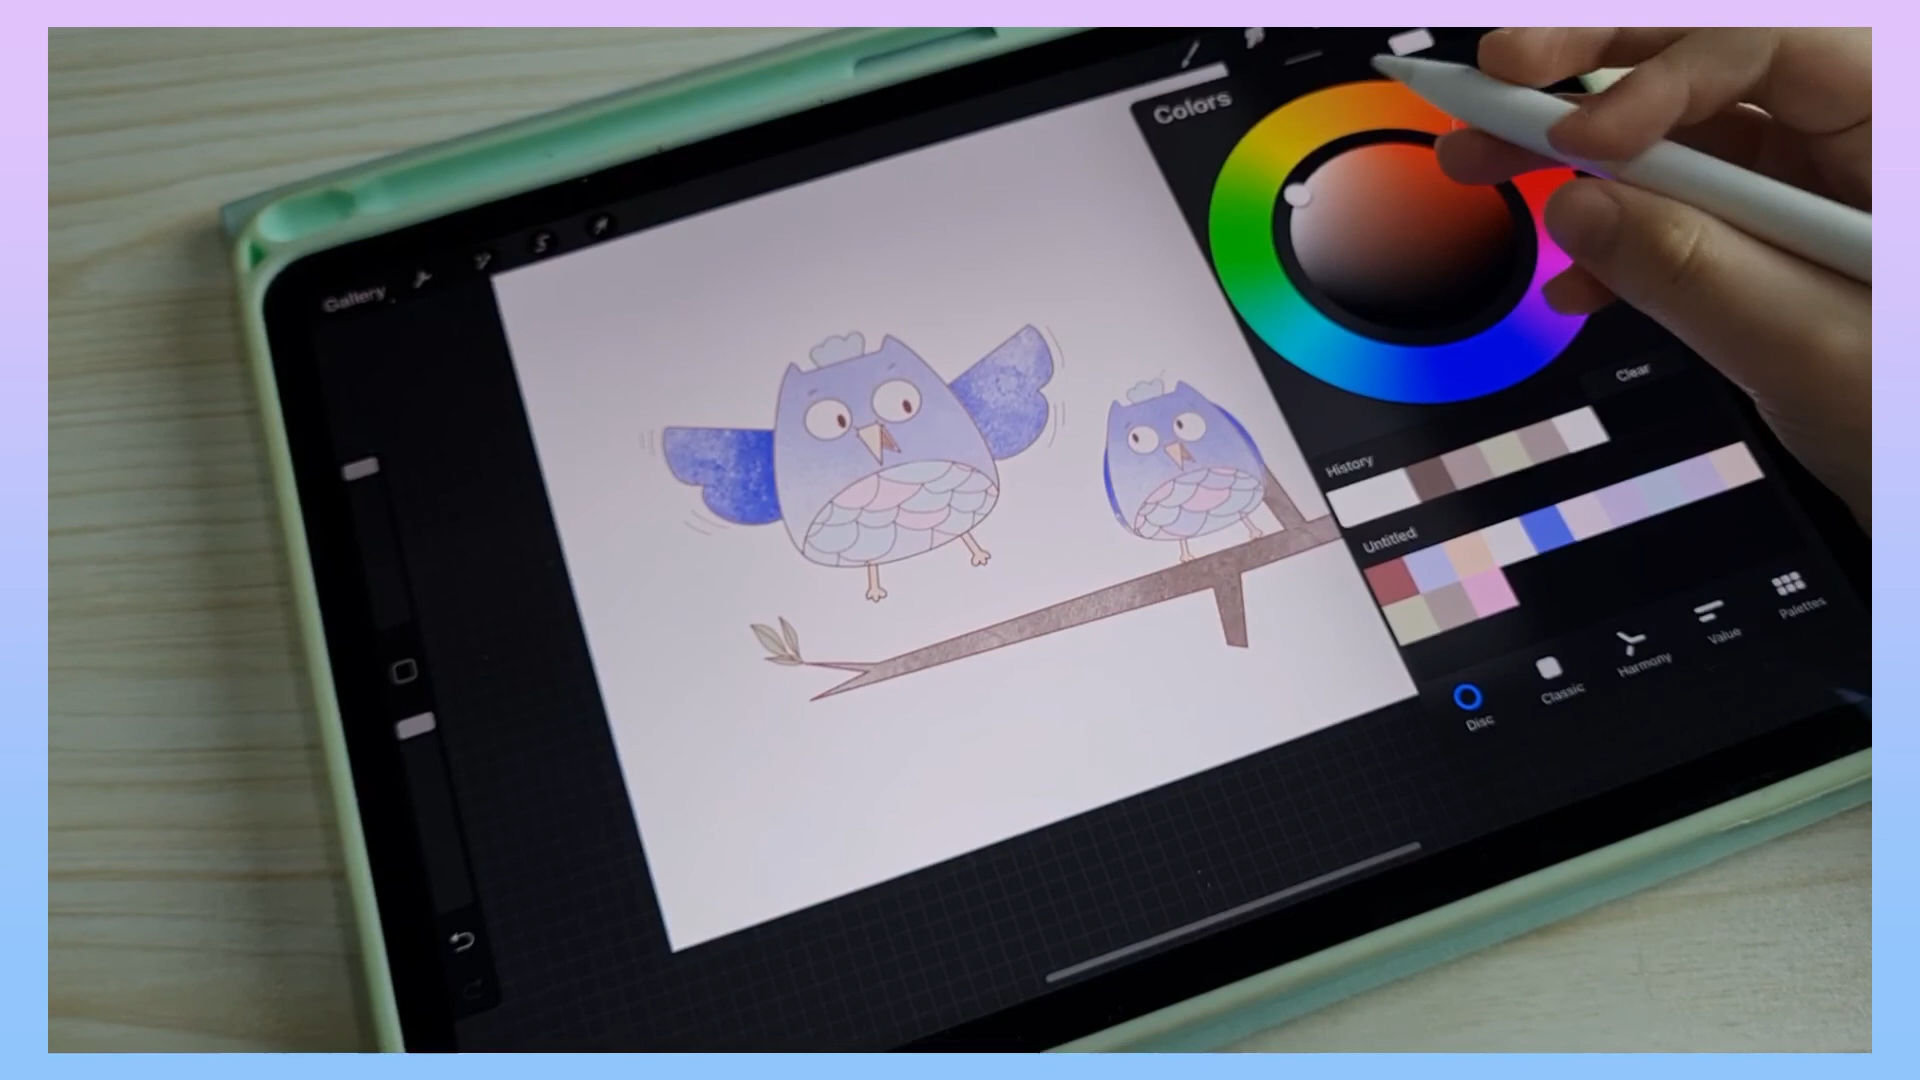 Gallery
Colors
Clear
History
Untitled
Disc
Classic
Harmony
Value
Palettes